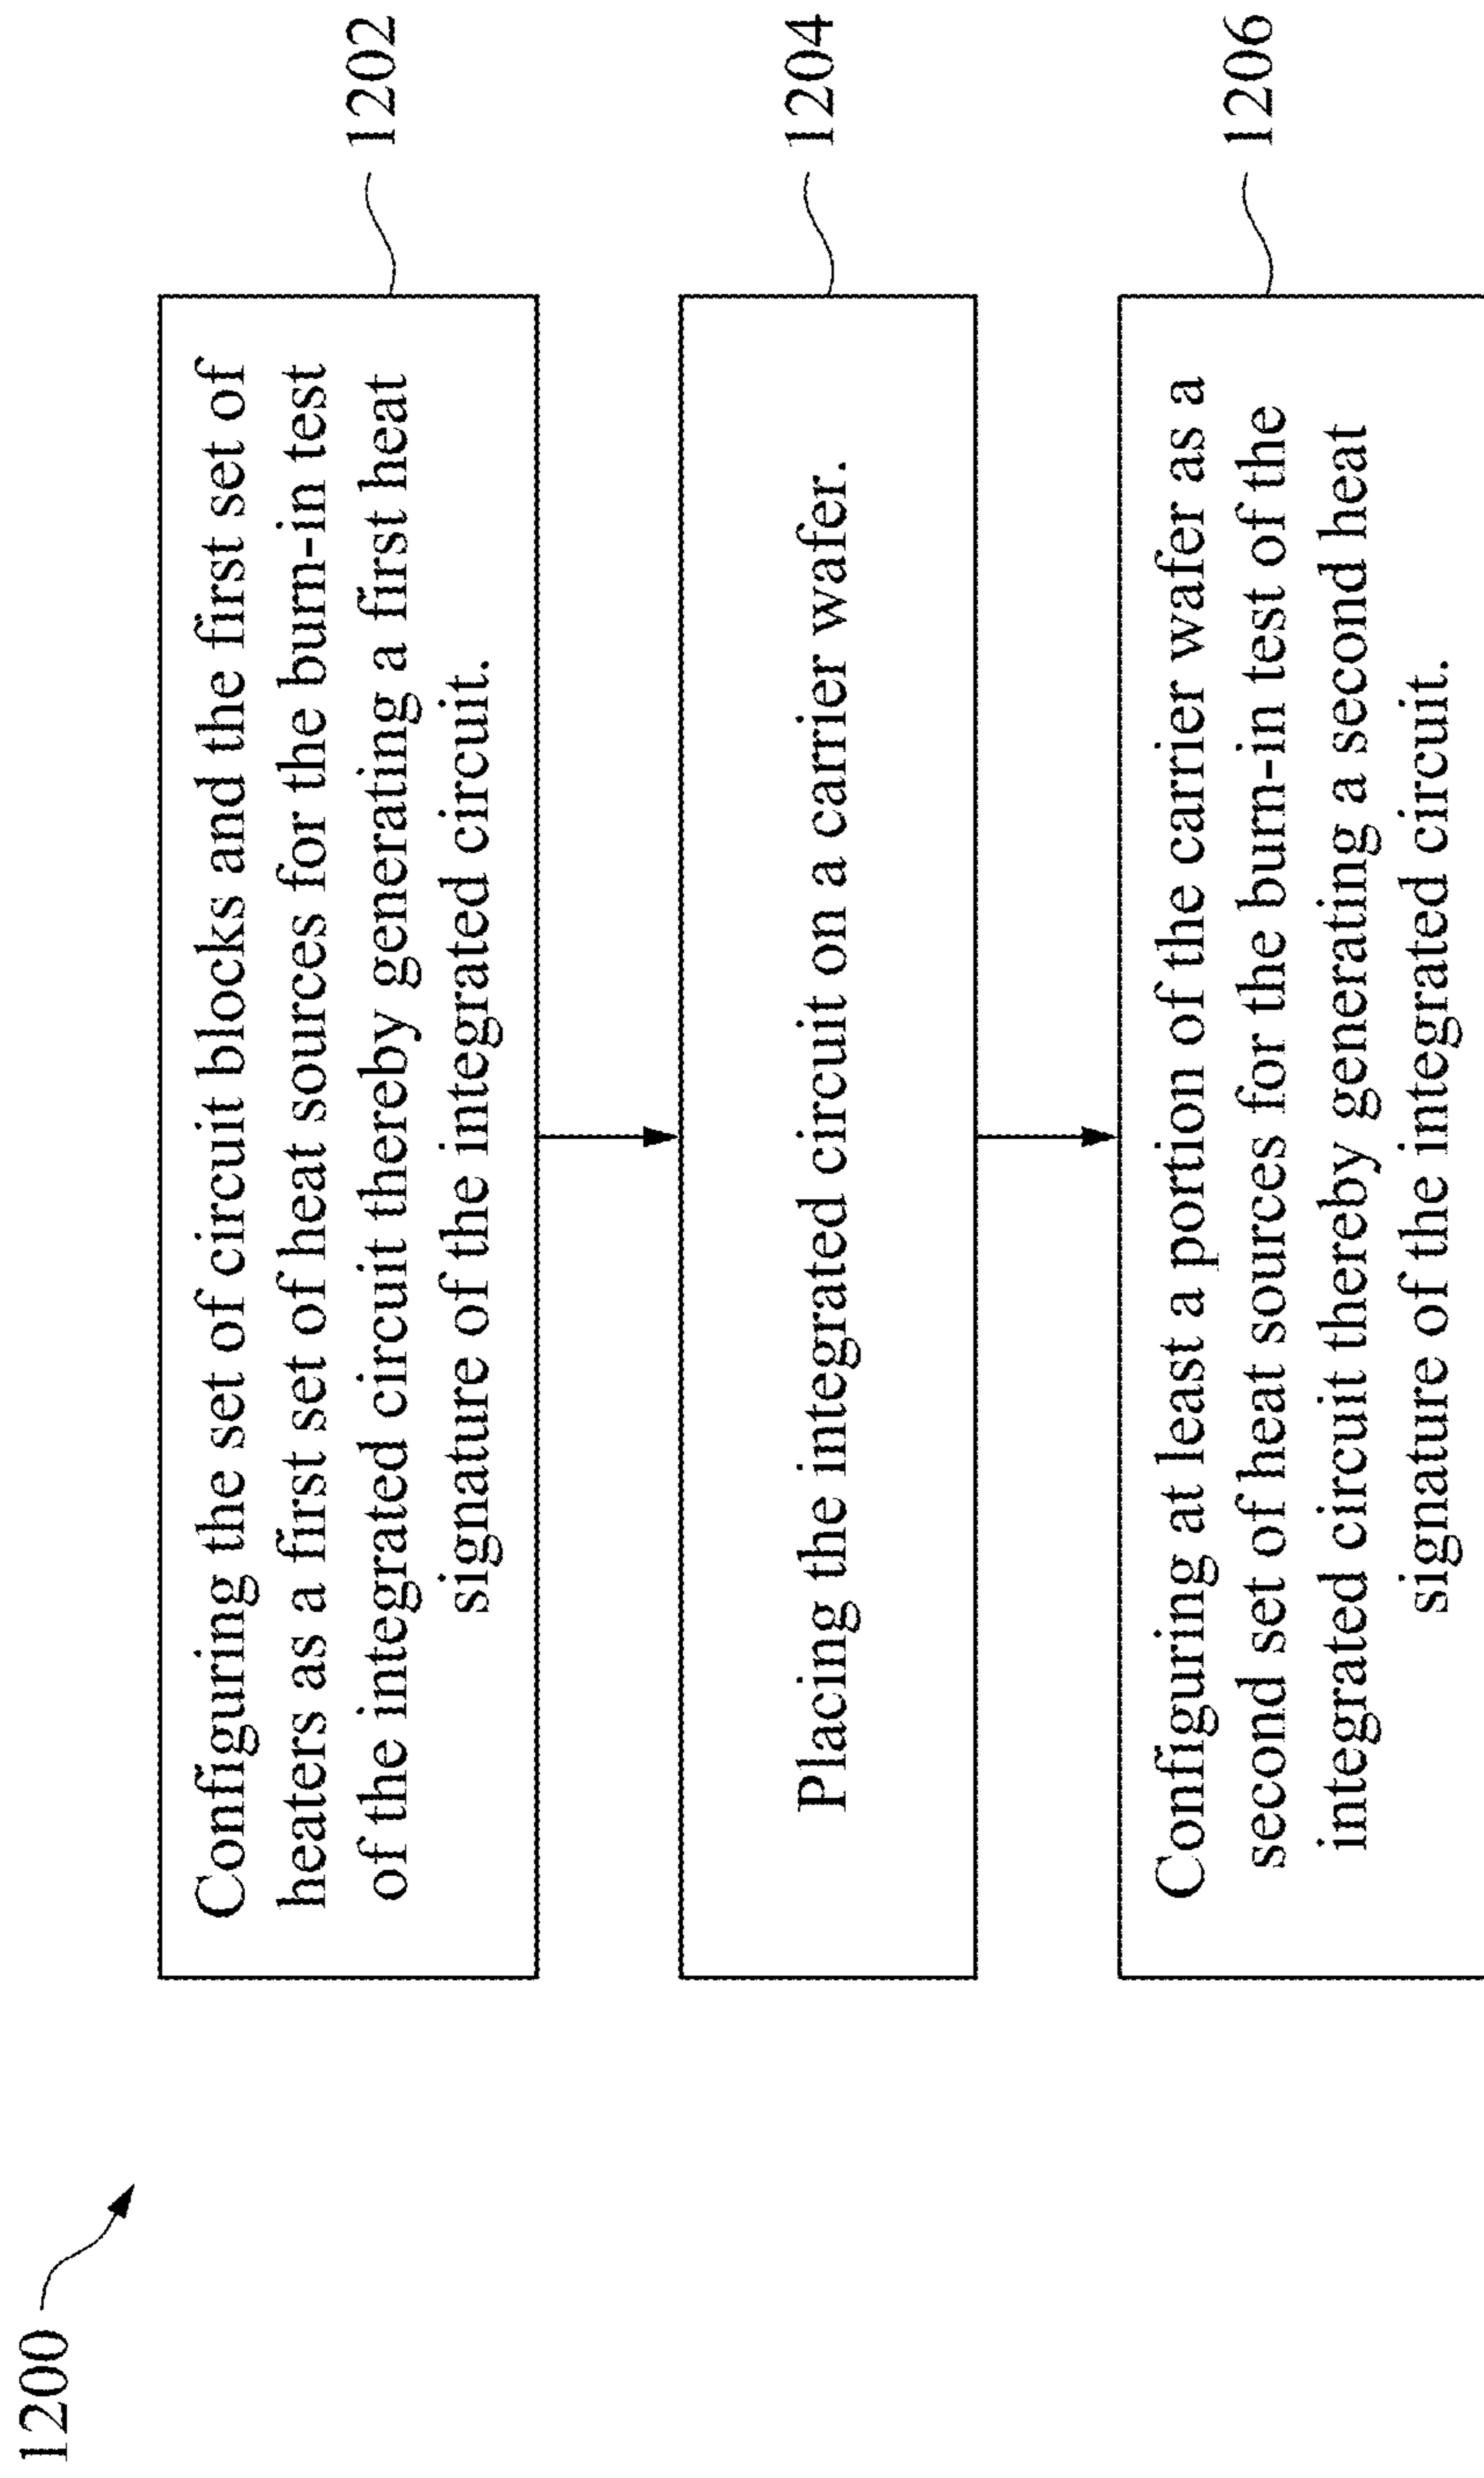 1200
Configuring the set of circuit blocks and the first set of
heaters as a first set of heat sources for the burn-in test
of the integrated circuit thereby generating a first heat
signature of the integrated circuit.
1202
Placing the integrated circuit on a carrier wafer.
1204
Configuring at least a portion of the carrier wafer as a
second set of heat sources for the burn-in test of the
integrated circuit thereby generating a second heat
signature of the integrated circuit.
1206